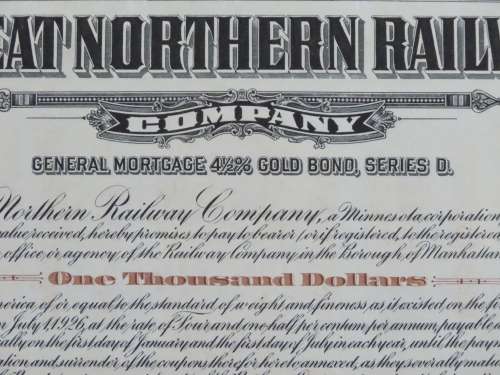 EAT NORTHERN RAILW
COMPANY
GENERAL MORTGAGE 4½% GOLD BOND, SERIES D.
Northern Railway Company, a Minnesota corporation
value received, hereby promises to pay to bearer (or if registered, to the registered
office or agency of the Railway Company in the Borough of Manhattan
One Thousand Dollars
merica of or equal to the standard of weight and fineness as it existed on the f
n July 1 1926, at the rate of Four and one half per centum per annum, payable
ally on the first day of January and the first day of July in each year, until the pay
ation and surrender of the coupons therefor hereto annexed, as they severally ma